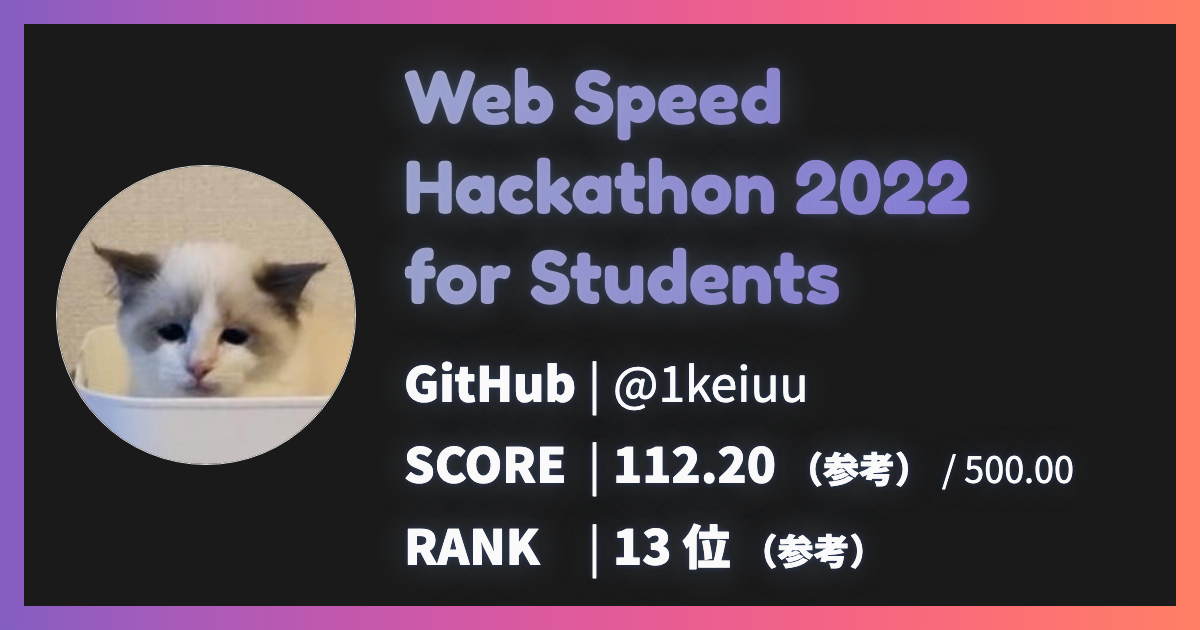 Web Speed
Hackathon 2022
for Students
GitHub | @1keiuu
SCORE | 112.20 （参考） / 500.00
RANK | 13 位 （参考）